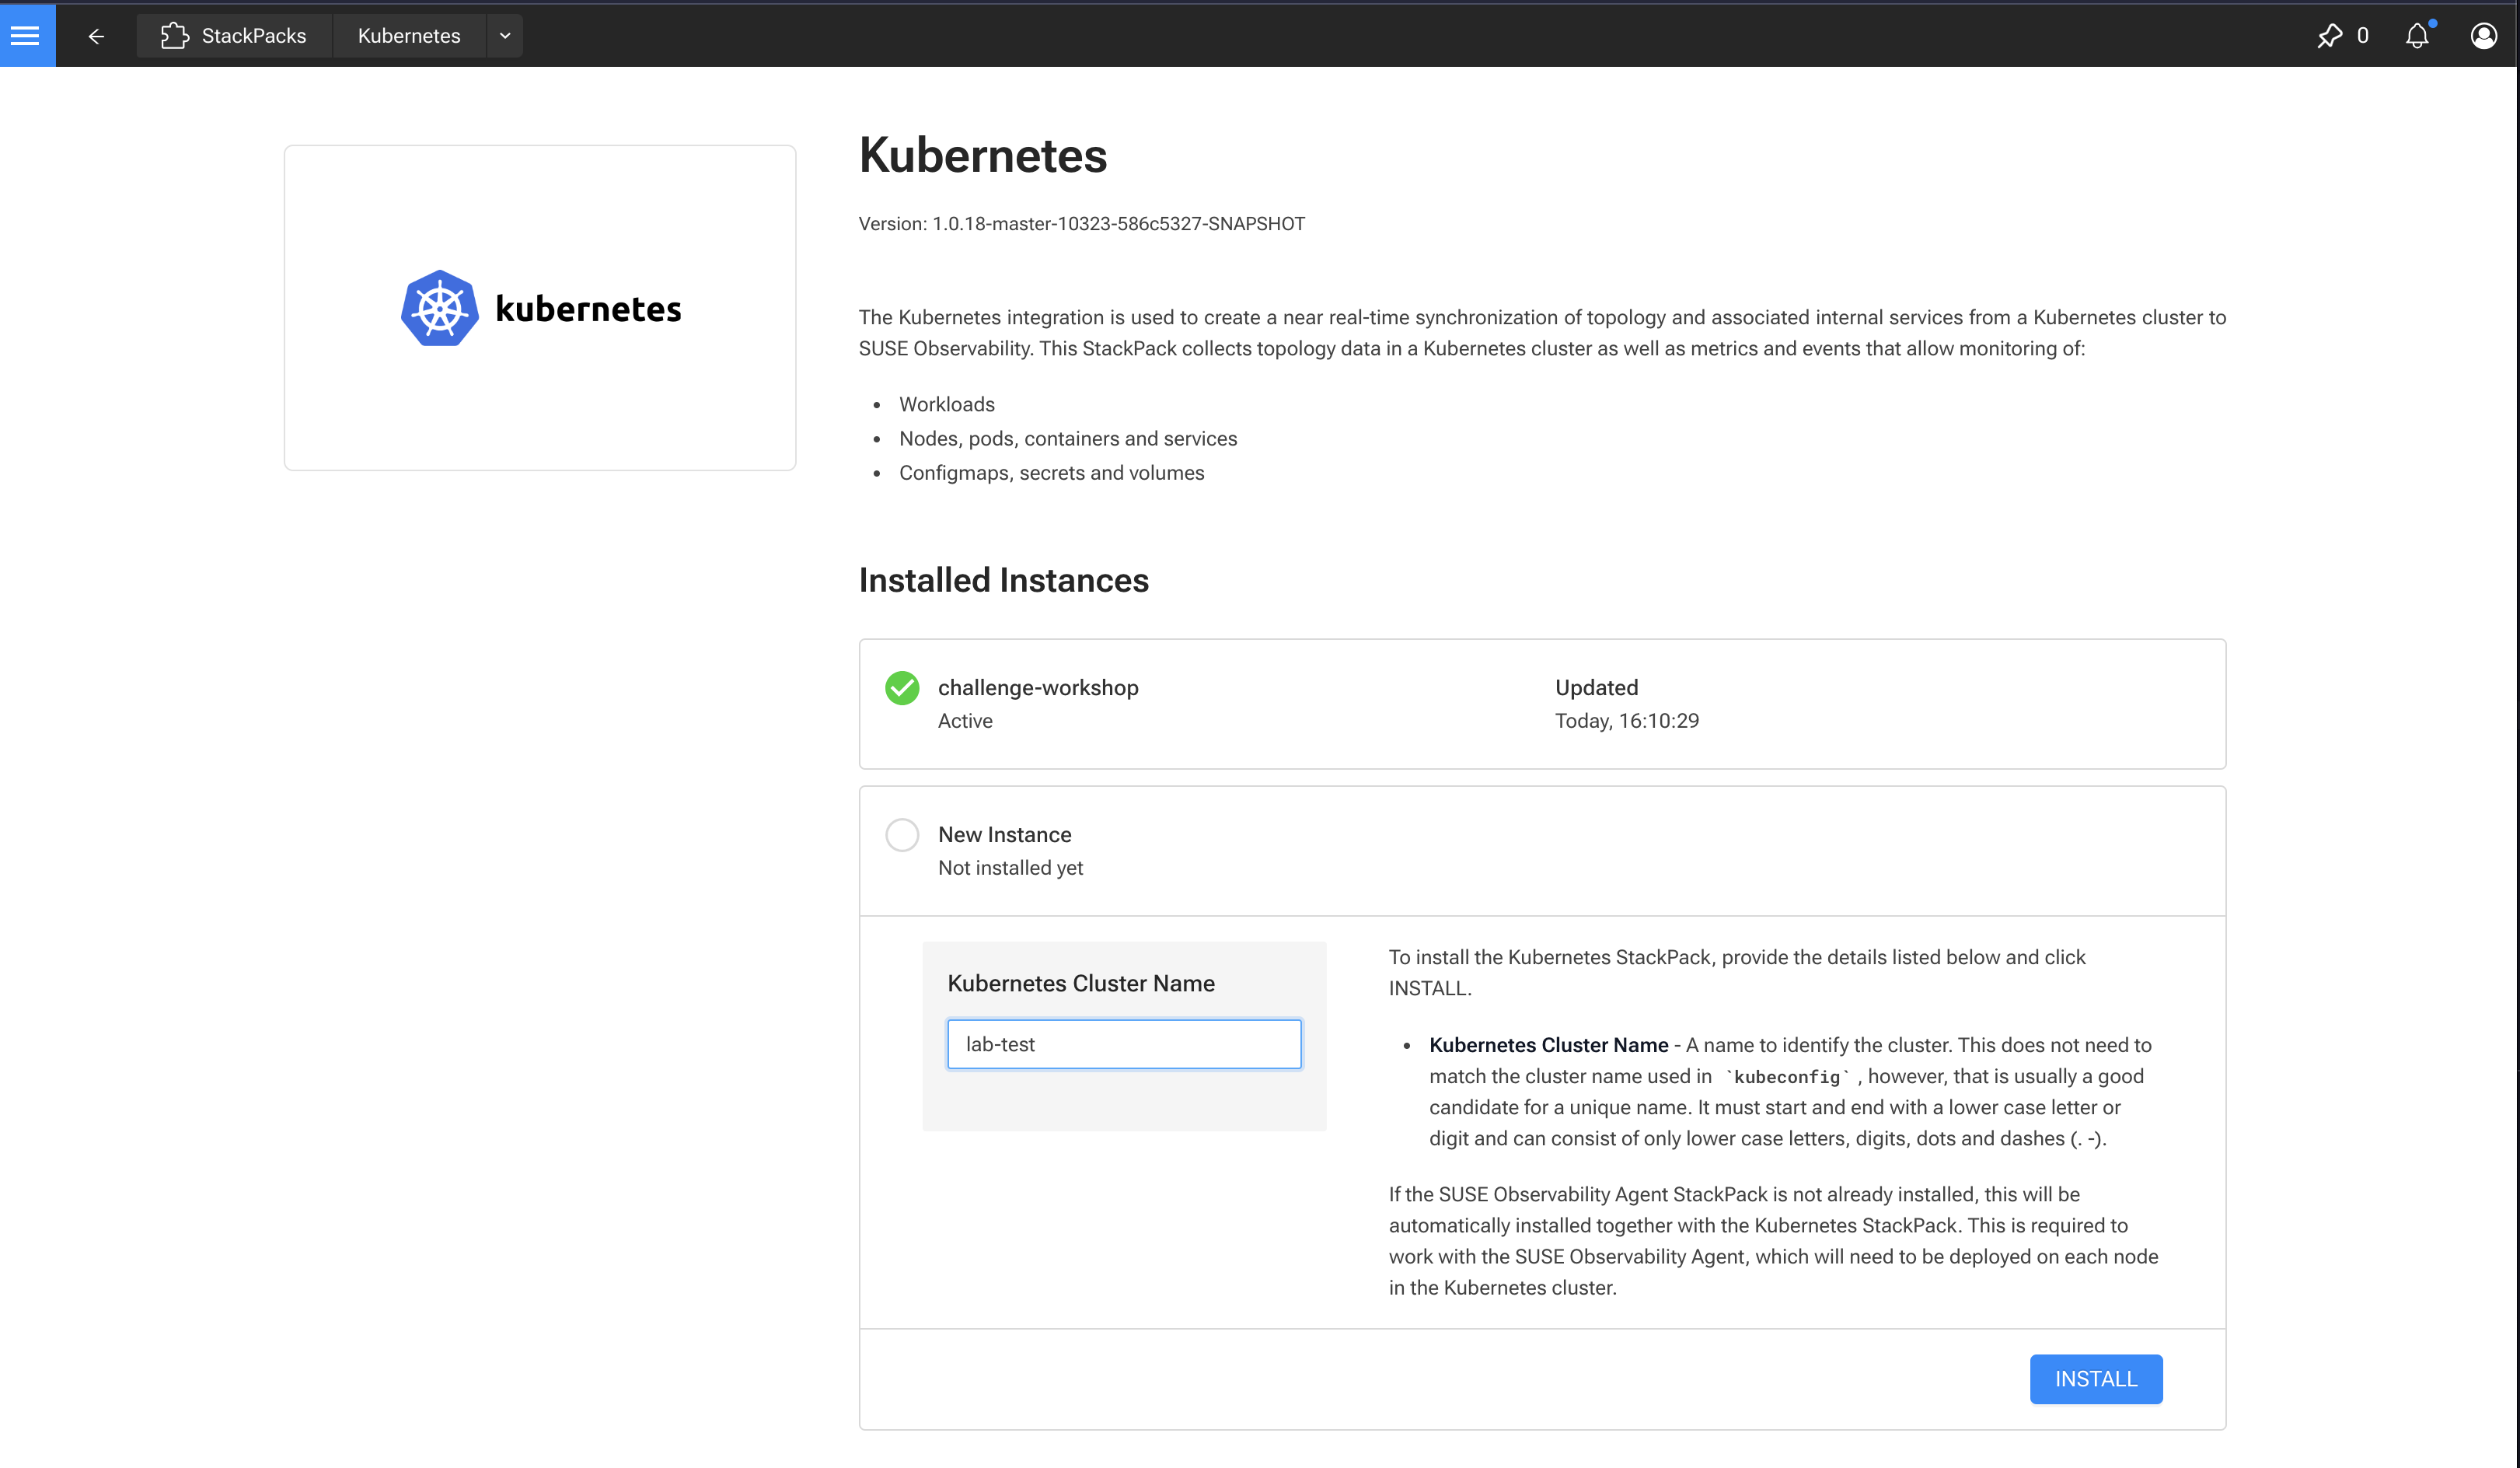 StackPacks Kubernetes 0
Kubernetes
kubernetes
Version: 1.0.18-master-10323-586c5327-SNAPSHOT
The Kubernetes integration is used to create a near real-time synchronization of topology and associated internal services from a Kubernetes cluster to
SUSE Observability. This StackPack collects topology data in a Kubernetes cluster as well as metrics and events that allow monitoring of:
• Workloads
• Nodes, pods, containers and services
• Configmaps, secrets and volumes
Installed Instances
challenge-workshop
Active
Updated
Today, 16:10:29
New Instance
Not installed yet
Kubernetes Cluster Name
lab-test
To install the Kubernetes StackPack, provide the details listed below and click
INSTALL.
• Kubernetes Cluster Name - A name to identify the cluster. This does not need to
match the cluster name used in `kubeconfig` , however, that is usually a good
candidate for a unique name. It must start and end with a lower case letter or
digit and can consist of only lower case letters, digits, dots and dashes (. -).
If the SUSE Observability Agent StackPack is not already installed, this will be
automatically installed together with the Kubernetes StackPack. This is required to
work with the SUSE Observability Agent, which will need to be deployed on each node
in the Kubernetes cluster.
INSTALL